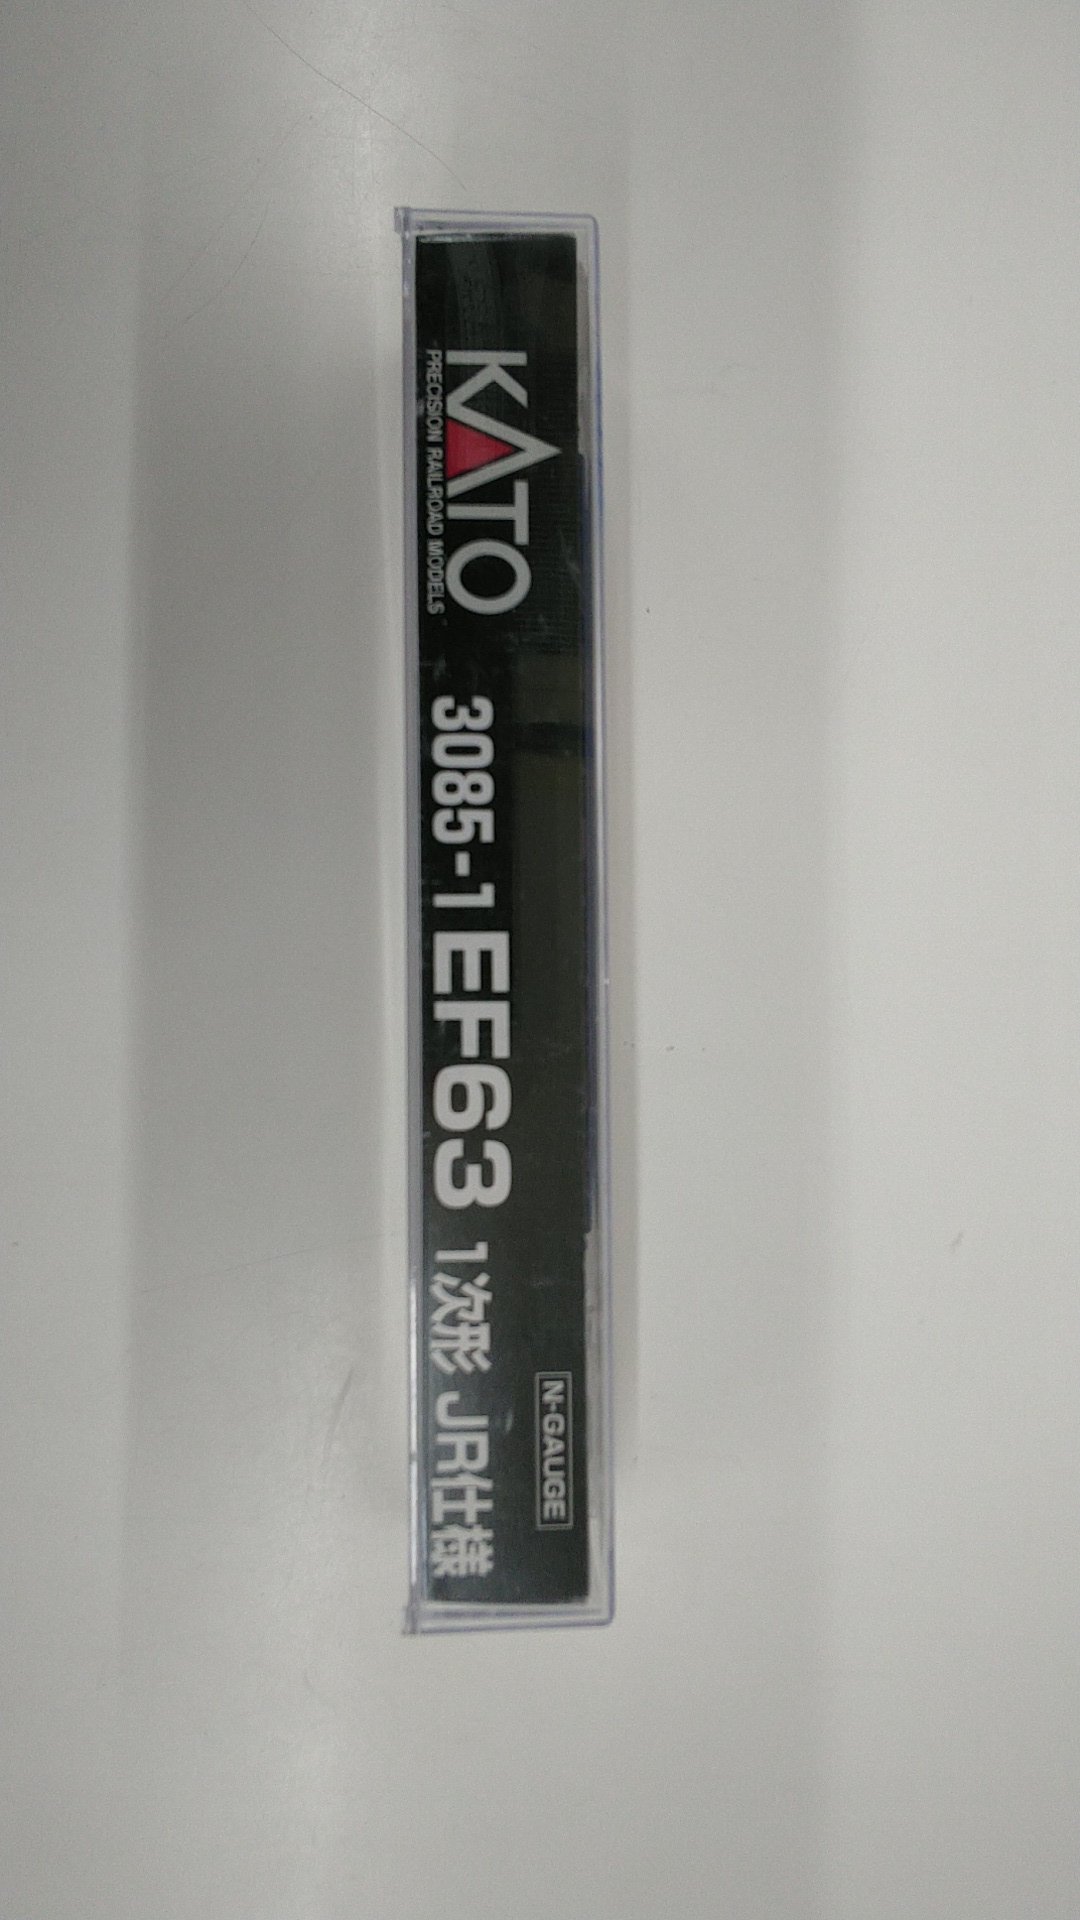 KATO
PRECISION RAILROAD MODELS
3085-1 EF63 1次形 JR仕様
N-GAUGE